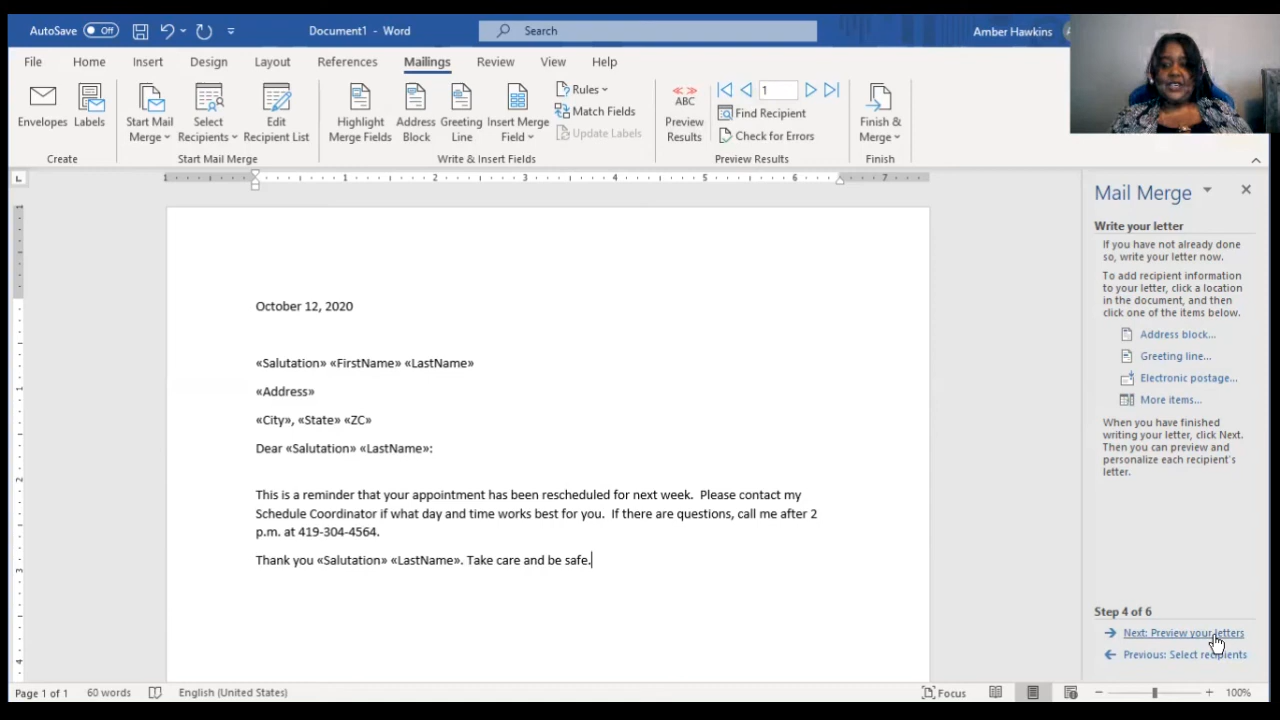 AutoSave Off Document1 - Word Search Amber Hawkins
File Home Insert Design Layout References Mailings Review View Help
Envelopes Labels
Create
Start Mail Merge Select Recipients Edit Recipient List
Start Mail Merge
Highlight Merge Fields Address Block Greeting Line Insert Merge Field
Rules
Match Fields
Update Labels
Write & Insert Fields
ABC
Preview Results
1
Find Recipient
Check for Errors
Preview Results
Finish & Merge
Finish
1 1 2 3 4 5 6 7
Mail Merge
Write your letter
If you have not already done
so, write your letter now.
To add recipient information
to your letter, click a location
in the document, and then
click one of the items below.
Address block...
Greeting line...
Electronic postage...
More items...
When you have finished
writing your letter, click Next.
Then you can preview and
personalize each recipient's
letter.
Step 4 of 6
Next: Preview your letters
Previous: Select recipients
October 12, 2020
«Salutation» «FirstName» «LastName»
«Address»
«City», «State» «ZC»
Dear «Salutation» «LastName»:
This is a reminder that your appointment has been rescheduled for next week. Please contact my
Schedule Coordinator if what day and time works best for you. If there are questions, call me after 2
p.m. at 419-304-4564.
Thank you «Salutation» «LastName». Take care and be safe.
Page 1 of 1 60 words English (United States) Focus 100%